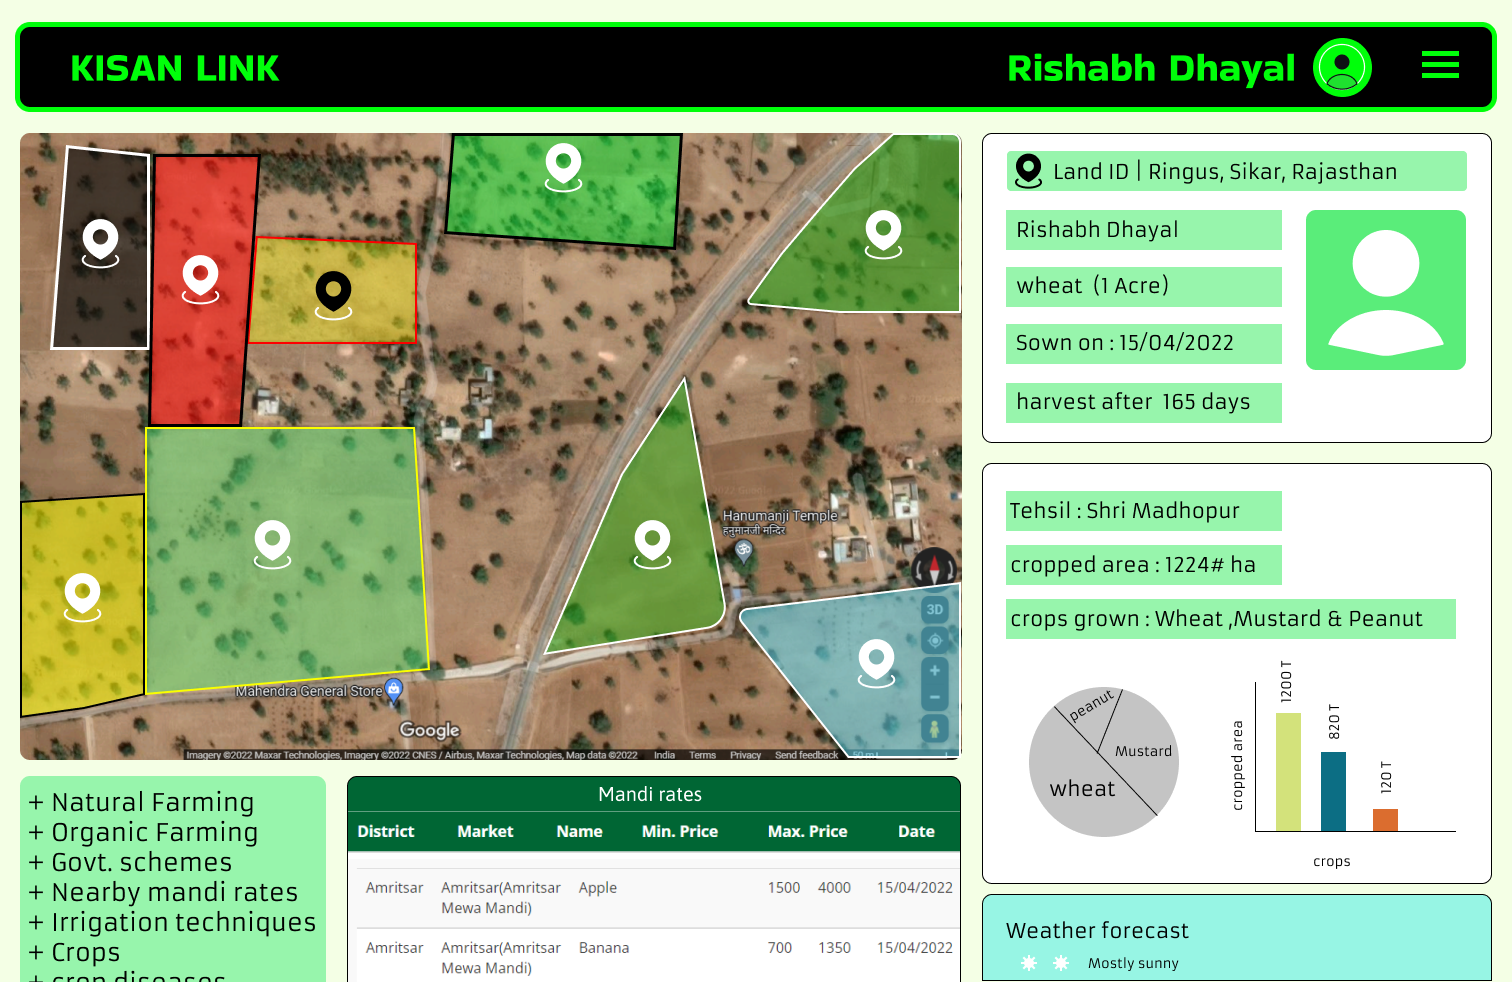 KISAN LINK
Rishabh Dhayal
Land ID | Ringus, Sikar, Rajasthan
Rishabh Dhayal
wheat (1 Acre)
Sown on : 15/04/2022
harvest after 165 days
Hanumanji Temple
हनुमानजी मन्दिर
3D
+
−
Mahendra General Store
Google
Imagery ©2022 Maxar Technologies, Imagery ©2022 CNES / Airbus, Maxar Technologies, Map data ©2022 India Terms Privacy Send feedback 50 m
Tehsil : Shri Madhopur
cropped area : 1224# ha
crops grown : Wheat ,Mustard & Peanut
peanut
Mustard
wheat
cropped area
1200 T
820 T
120 T
crops
+ Natural Farming
+ Organic Farming
+ Govt. schemes
+ Nearby mandi rates
+ Irrigation techniques
+ Crops
+ crop diseases
Mandi rates
District Market Name Min. Price Max. Price Date
Amritsar Amritsar(Amritsar Apple 1500 4000 15/04/2022
Mewa Mandi)
Amritsar Amritsar(Amritsar Banana 700 1350 15/04/2022
Mewa Mandi)
Weather forecast
Mostly sunny